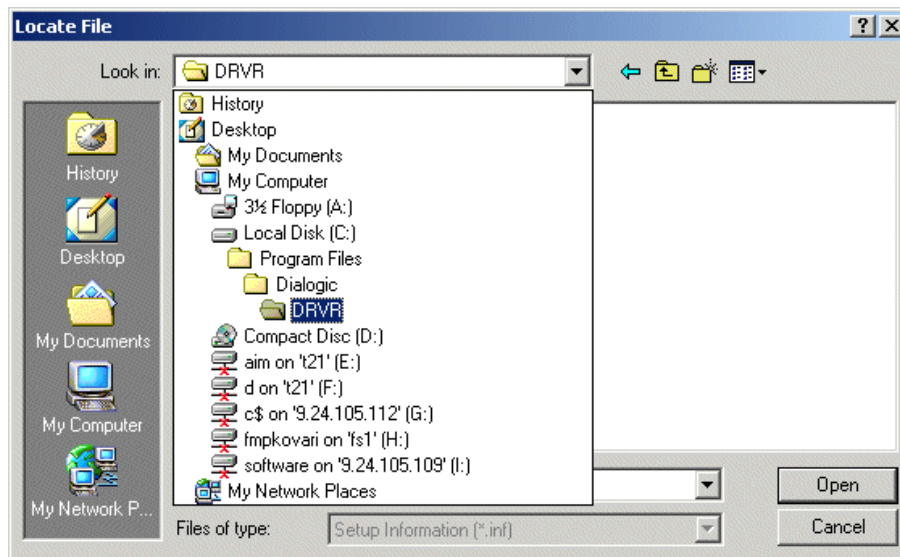 Locate File
Look in:
DRVR
History
Desktop
My Documents
My Computer
3½ Floppy (A:)
Local Disk (C:)
Program Files
Dialogic
DRVR
Compact Disc (D:)
aim on 't21' (E:)
d on 't21' (F:)
c$ on '9.24.105.112' (G:)
fmpkovari on 'fs1' (H:)
software on '9.24.105.109' (I:)
My Network Places
History
Desktop
My Documents
My Computer
My Network P...
Open
Files of type:
Setup Information (*.inf)
Cancel